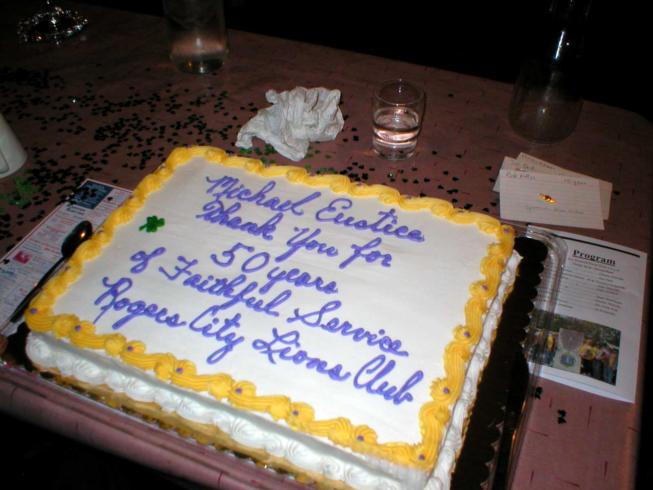 Michael Eustice
Thank You for
50 years
of Faithful Service
Rogers City Lions Club
Program